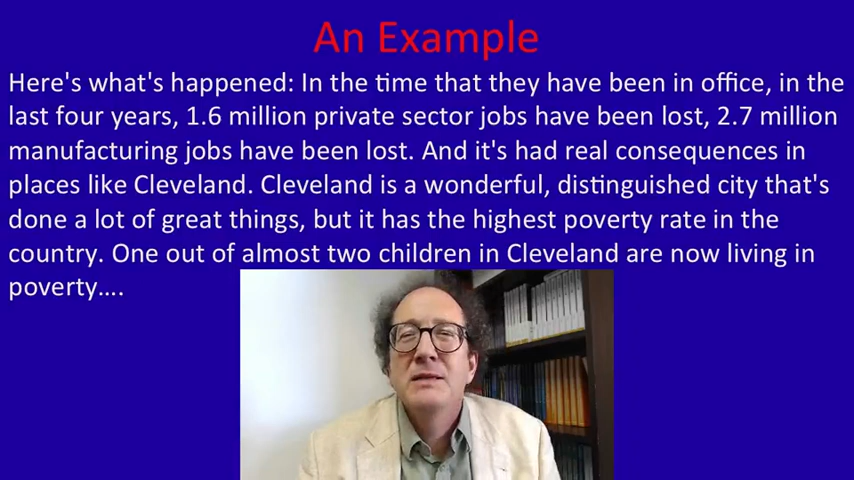 An Example
Here's what's happened: In the time that they have been in office, in the
last four years, 1.6 million private sector jobs have been lost, 2.7 million
manufacturing jobs have been lost. And it's had real consequences in
places like Cleveland. Cleveland is a wonderful, distinguished city that's
done a lot of great things, but it has the highest poverty rate in the
country. One out of almost two children in Cleveland are now living in
poverty....